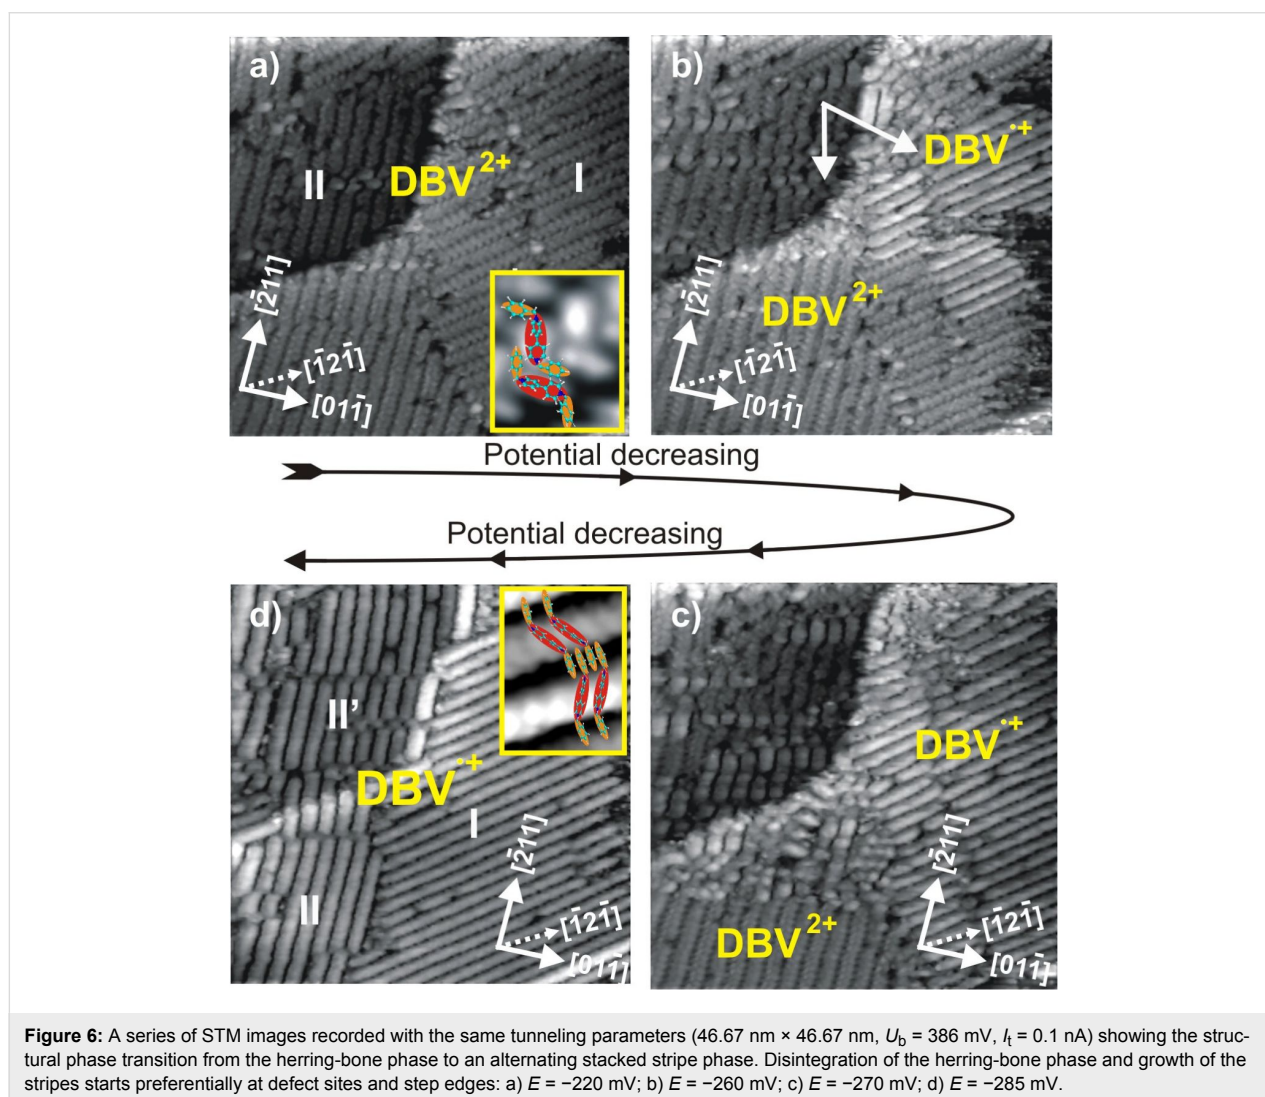 a)
II
DBV2+
I
[2̄11]
[1̄21̄]
[011̄]
b)
DBV•+
DBV2+
[2̄11]
[1̄21̄]
[011̄]
Potential decreasing
Potential decreasing
d)
II’
DBV•+
I
II
[2̄11]
[1̄21̄]
[011̄]
c)
DBV•+
DBV2+
[2̄11]
[1̄21̄]
[011̄]
Figure 6: A series of STM images recorded with the same tunneling parameters (46.67 nm × 46.67 nm, Ub = 386 mV, It = 0.1 nA) showing the struc-
tural phase transition from the herring-bone phase to an alternating stacked stripe phase. Disintegration of the herring-bone phase and growth of the
stripes starts preferentially at defect sites and step edges: a) E = −220 mV; b) E = −260 mV; c) E = −270 mV; d) E = −285 mV.